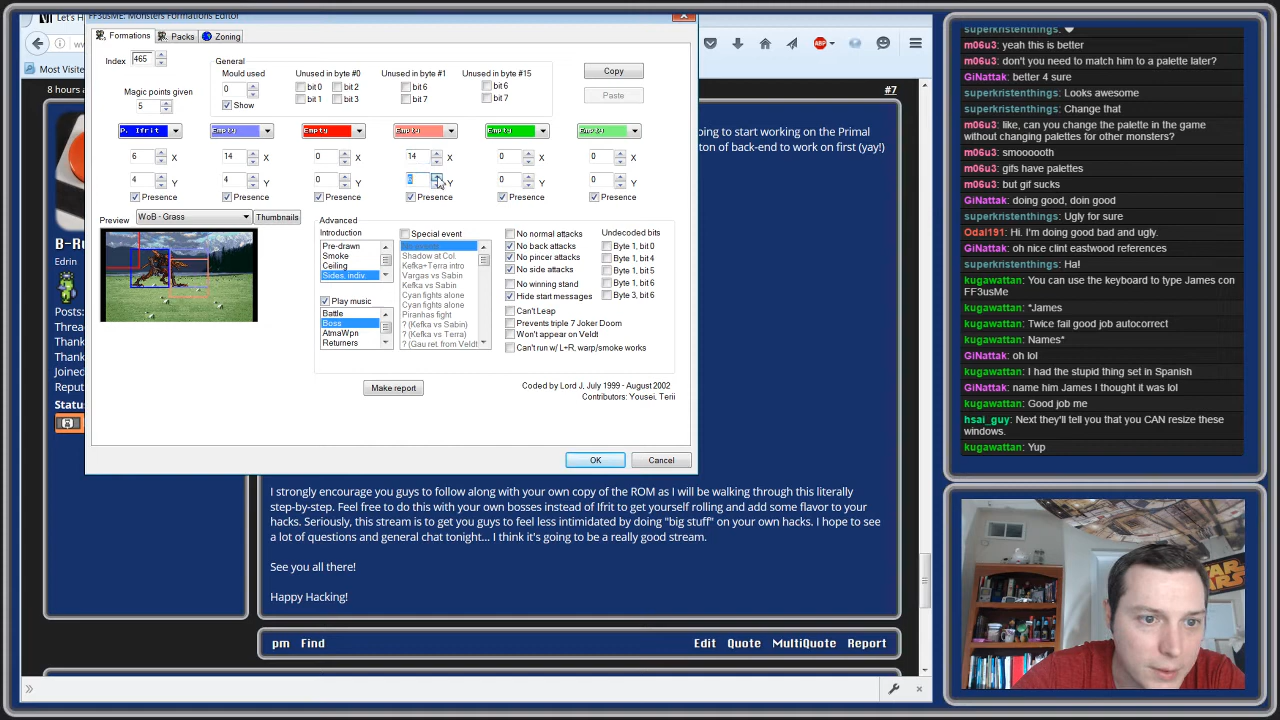 Let's H
FF3usME: Monsters Formations Editor
Formations
Packs
Zoning
Most Visite
8 hours a
#7
Index
465
General
Mould used
0
Show
Unused in byte #0
bit 0
bit 2
bit 1
bit 3
Unused in byte #1
bit 6
bit 7
Unused in byte #15
bit 6
bit 7
Copy
Paste
Magic points given
5
P. Ifrit
Empty
Empty
Empty
Empty
Empty
6 X
14 X
0 X
14 X
0 X
0 X
4 Y
4 Y
0 Y
6 Y
0 Y
0 Y
Presence
Presence
Presence
Presence
Presence
Presence
Preview
WoB - Grass
Thumbnails
Advanced
Introduction
Pre-drawn
Smoke
Ceiling
Sides, indiv.
Play music
Battle
Boss
AtmaWpn
Returners
Special event
No events
Shadow at Col.
Kefka+Terra intro
Vargas vs Sabin
Kefka vs Sabin
Cyan fights alone
Cyan fights alone
Piranhas fight
? (Kefka vs Sabin)
? (Kefka vs Terra)
? (Gau ret. from Veldt
No normal attacks
No back attacks
No pincer attacks
No side attacks
No winning stand
Hide start messages
Can't Leap
Prevents triple 7 Joker Doom
Won't appear on Veldt
Can't run w/ L+R, warp/smoke works
Undecoded bits
Byte 1, bit 0
Byte 1, bit 4
Byte 1, bit 5
Byte 1, bit 6
Byte 3, bit 6
Make report
Coded by Lord J, July 1999 - August 2002
Contributors: Yousei, Terii
OK
Cancel
B-Ru
Edrin
Posts:
Thread
Thank
Joined
Reput
Status
ping to start working on the Primal
ton of back-end to work on first (yay!)
I strongly encourage you guys to follow along with your own copy of the ROM as I will be walking through this literally
step-by-step. Feel free to do this with your own bosses instead of Ifrit to get yourself rolling and add some flavor to your
hacks. Seriously, this stream is to get you guys to feel less intimidated by doing "big stuff" on your own hacks. I hope to see
a lot of questions and general chat tonight... I think it's going to be a really good stream.
See you all there!
Happy Hacking!
pm Find
Edit Quote MultiQuote Report
superkristenthings:
m06u3: yeah this is better
m06u3: don't you need to match him to a palette later?
GiNattak: better 4 sure
superkristenthings: Looks awesome
superkristenthings: Change that
m06u3: like, can you change the palette in the game
without changing palettes for other monsters?
m06u3: smoooooth
m06u3: gifs have palettes
m06u3: but gif sucks
GiNattak: doing good, doin good
superkristenthings: Ugly for sure
Odal191: Hi. I'm doing good and ugly.
GiNattak: oh nice clint eastwood references
superkristenthings: Ha!
kugawattan: You can use the keyboard to type James con
FF3usMe
kugawattan: *James
kugawattan: Twice fail good job autocorrect
kugawattan: Names*
GiNattak: oh lol
kugawattan: I had the stupid thing set in Spanish
GiNattak: name him James I thought it was lol
kugawattan: Good job me
hsai_guy: Next they'll tell you that you CAN resize these
windows.
kugawattan: Yup
STAR